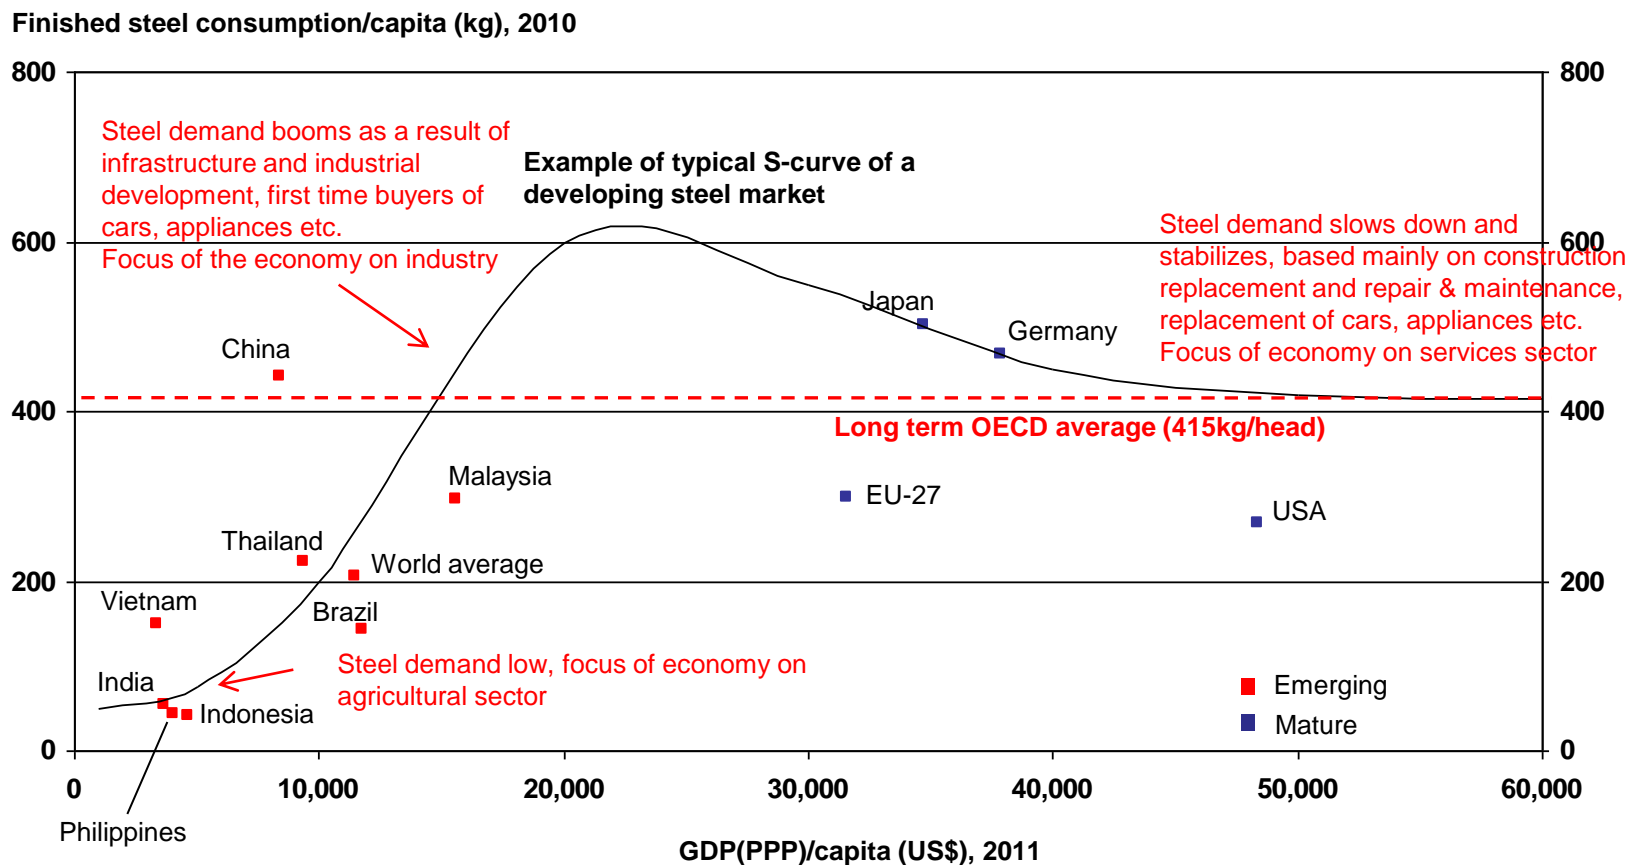 Finished steel consumption/capita (kg), 2010
800
800
Steel demand booms as a result of
infrastructure and industrial
development, first time buyers of
cars, appliances etc.
Focus of the economy on industry
Example of typical S-curve of a
developing steel market
Steel demand slows down and
stabilizes, based mainly on construction
replacement and repair & maintenance,
replacement of cars, appliances etc.
Focus of economy on services sector
600
600
Japan
Germany
China
400
400
Long term OECD average (415kg/head)
Malaysia
EU-27
USA
Thailand
World average
200
200
Vietnam
Brazil
Steel demand low, focus of economy on
agricultural sector
India
Indonesia
Emerging
Mature
0
0
0
10,000
20,000
30,000
40,000
50,000
60,000
Philippines
GDP(PPP)/capita (US$), 2011